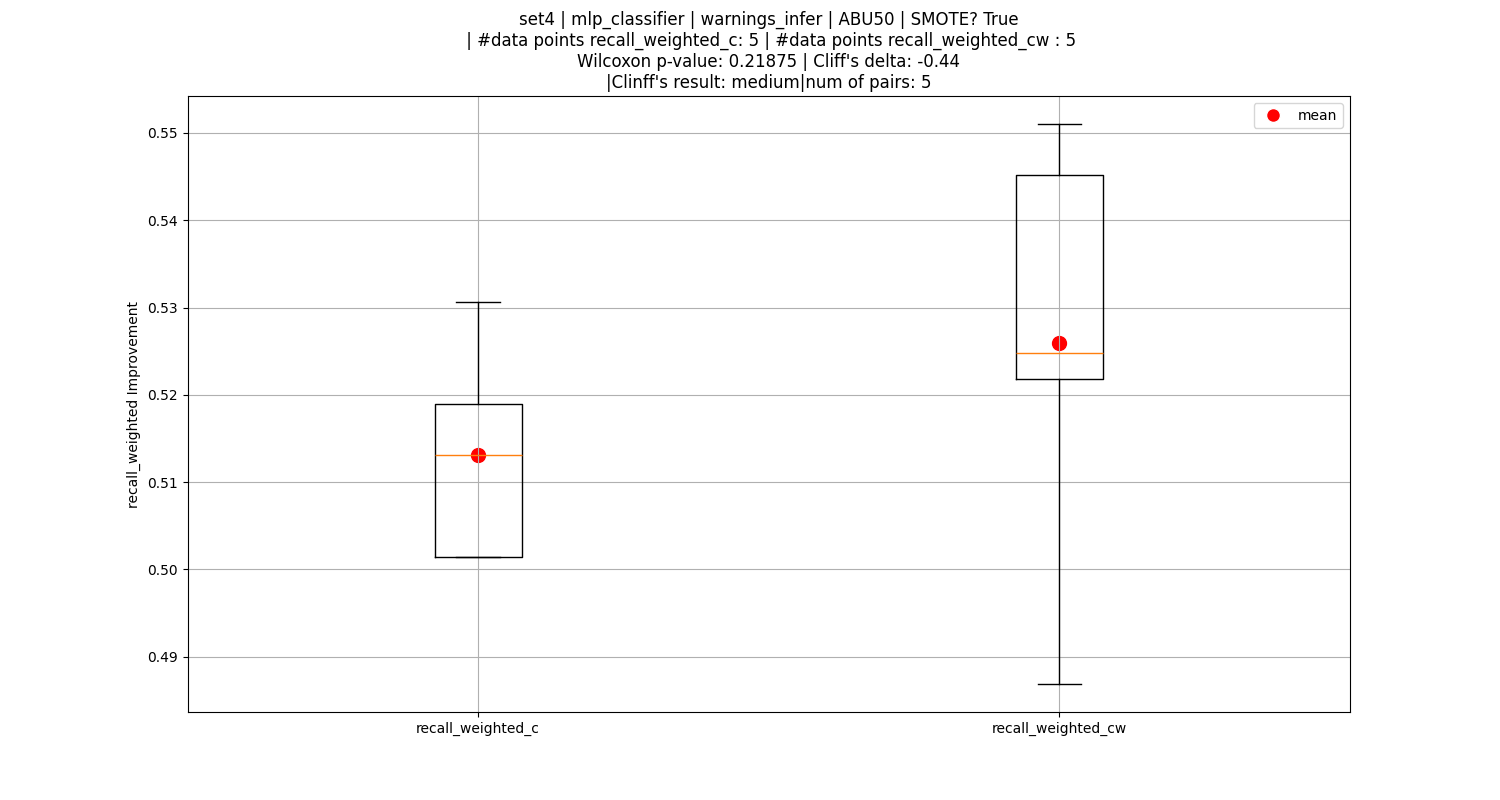 set4 | mlp_classifier | warnings_infer | ABU50 | SMOTE? True
| #data points recall_weighted_c: 5 | #data points recall_weighted_cw : 5
Wilcoxon p-value: 0.21875 | Cliff's delta: -0.44
|Clinff's result: medium|num of pairs: 5
mean
0.55
0.54
0.53
0.52
0.51
0.50
0.49
recall_weighted Improvement
recall_weighted_c
recall_weighted_cw